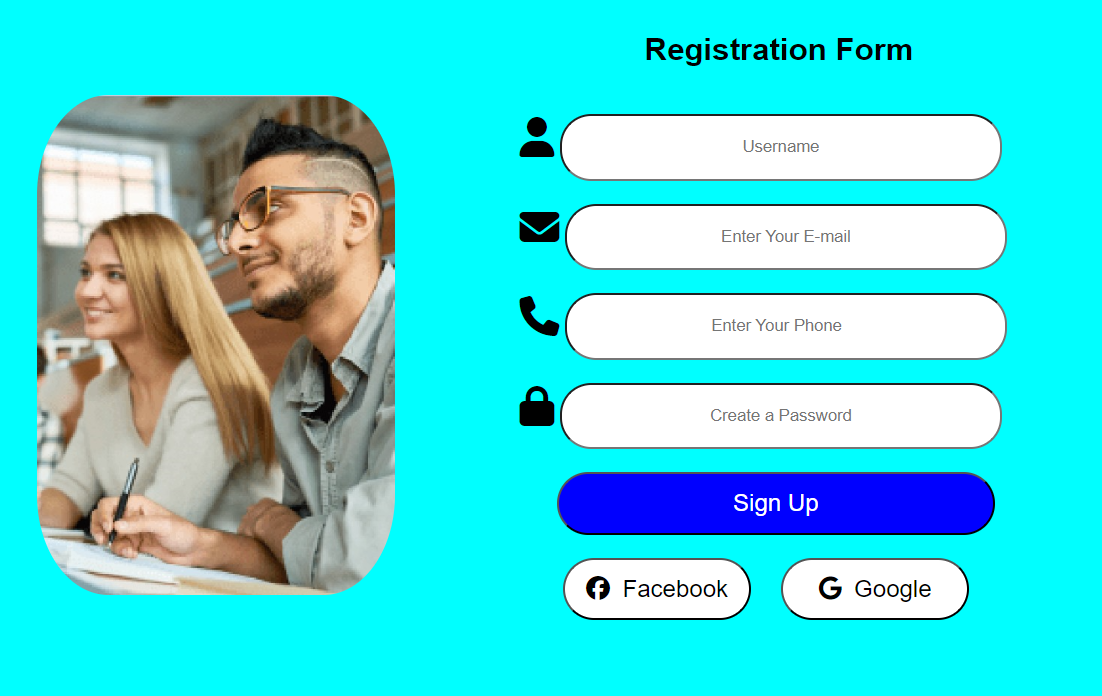 Registration Form
Username
Enter Your E-mail
Enter Your Phone
Create a Password
Sign Up
Facebook
Google